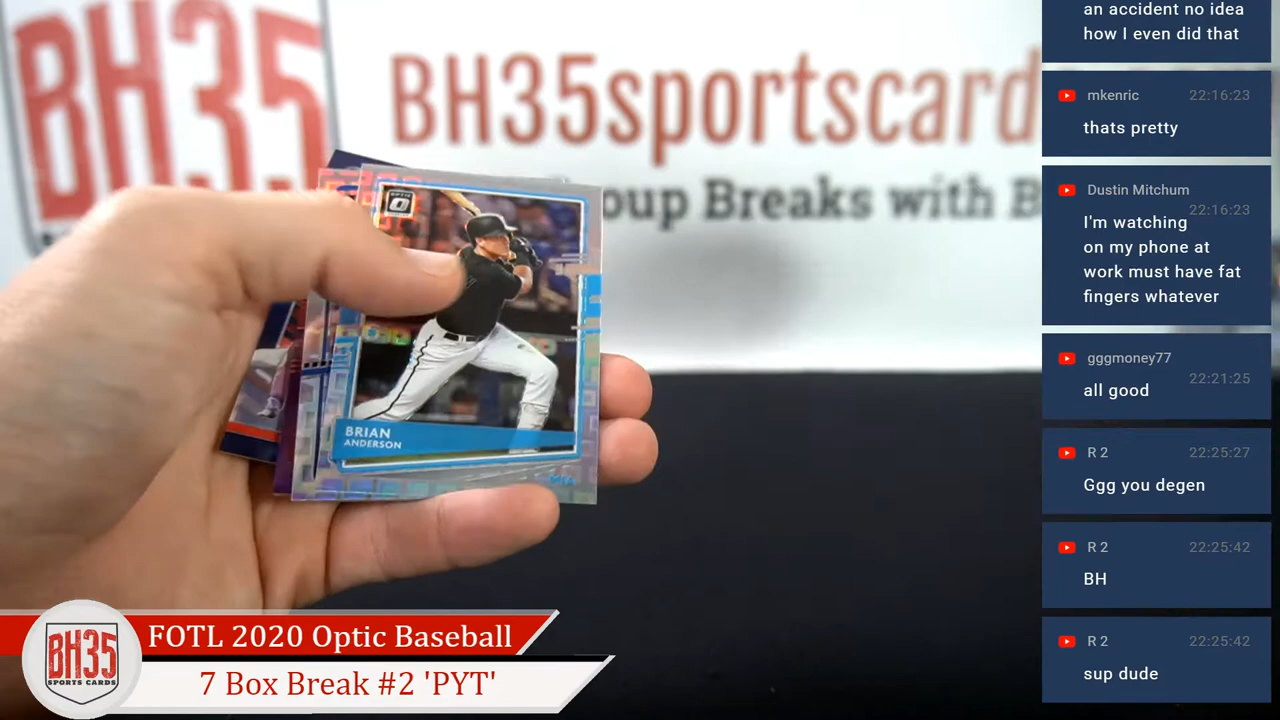 BH35
BH35sportscard
oup Breaks with B
OPTIC
BRIAN
ANDERSON
MIA
FOTL 2020 Optic Baseball
7 Box Break #2 'PYT'
BH35
SPORTS CARDS
an accident no idea
how I even did that
mkenric 22:16:23
thats pretty
Dustin Mitchum
22:16:23
I'm watching
on my phone at
work must have fat
fingers whatever
gggmoney77
22:21:25
all good
R 2 22:25:27
Ggg you degen
R 2 22:25:42
BH
R 2 22:25:42
sup dude